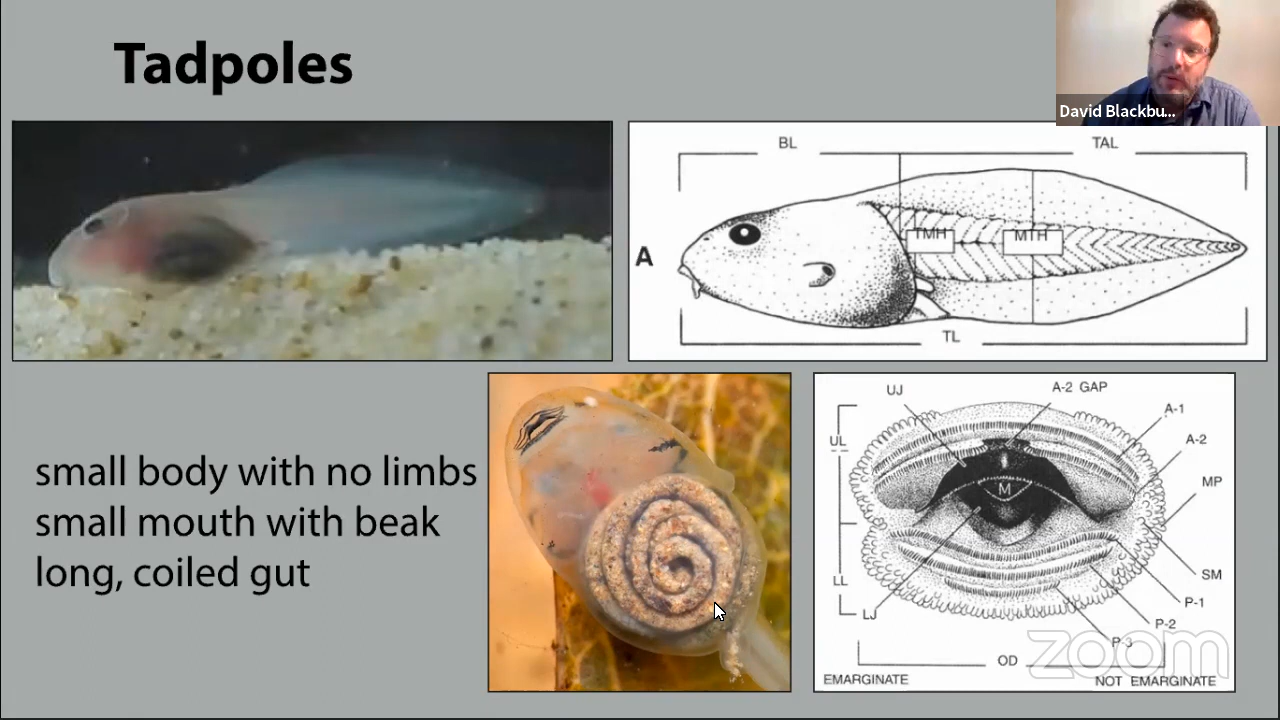 Tadpoles
David Blackbu...
BL
TAL
A
TMH
MTH
TL
small body with no limbs
small mouth with beak
long, coiled gut
UJ
A-2 GAP
A-1
A-2
UL
MP
M
LL
SM
LJ
P-1
P-2
P-3
OD
zoom
EMARGINATE
NOT EMARGINATE